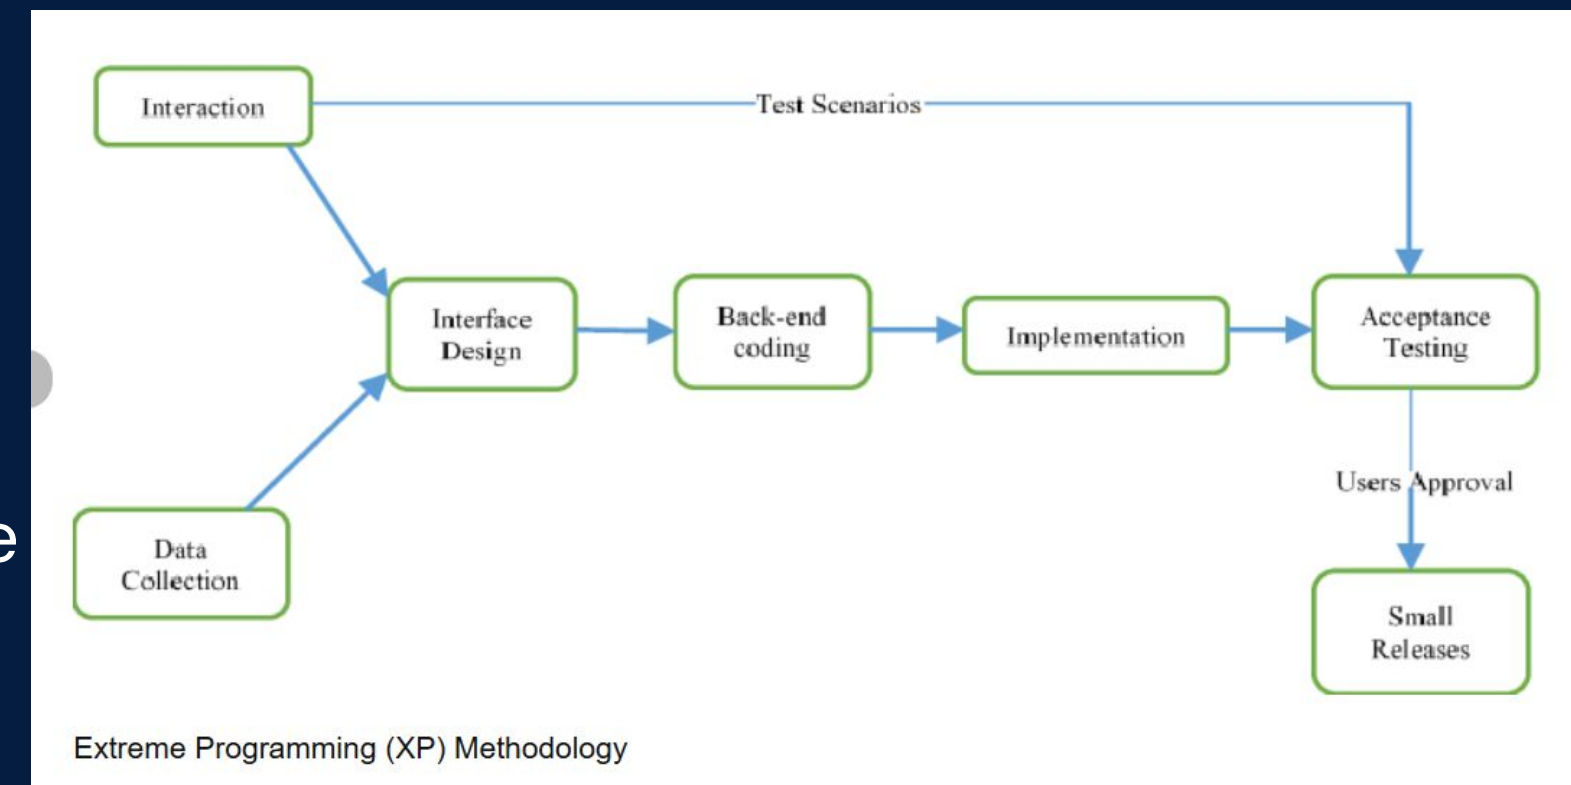 Interaction
Test Scenarios
Interface
Design
Back-end
coding
Implementation
Acceptance
Testing
Users Approval
e
Data
Collection
Small
Releases
Extreme Programming (XP) Methodology